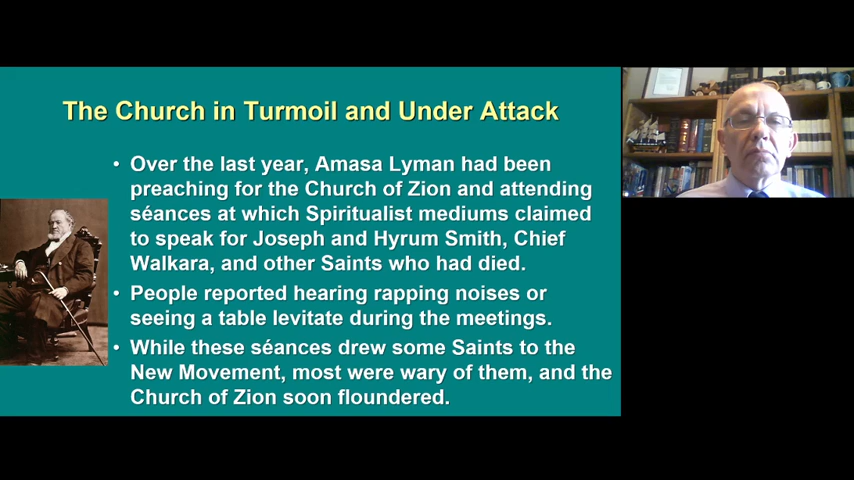 The Church in Turmoil and Under Attack
• Over the last year, Amasa Lyman had been
preaching for the Church of Zion and attending
séances at which Spiritualist mediums claimed
to speak for Joseph and Hyrum Smith, Chief
Walkara, and other Saints who had died.
• People reported hearing rapping noises or
seeing a table levitate during the meetings.
• While these séances drew some Saints to the
New Movement, most were wary of them, and the
Church of Zion soon floundered.